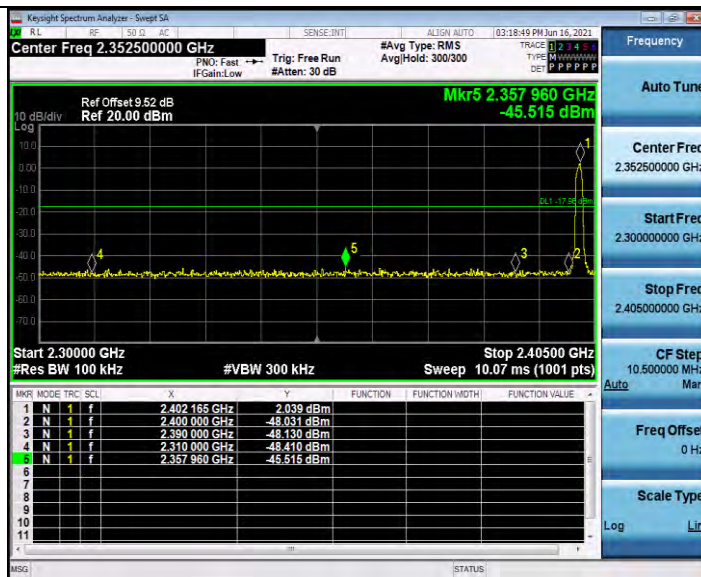 Keysight Spectrum Analyzer - Swept SA
RL RF 50 Ω AC SENSE:INT ALIGN AUTO 03:18:49 PM Jun 16, 2021
Center Freq 2.352500000 GHz #Avg Type: RMS TRACE 1 2 3 4 5 6
PNO: Fast Trig: Free Run Avg|Hold: 300/300 TYPE M
IFGain:Low #Atten: 30 dB DET P P P P P P
Frequency
Auto Tune
Center Freq
2.352500000 GHz
Start Freq
2.300000000 GHz
Stop Freq
2.405000000 GHz
CF Step
10.500000 MHz
Auto Man
Freq Offset
0 Hz
Scale Type
Log Lin
Mkr5 2.357 960 GHz
Ref Offset 9.52 dB
10 dB/div Ref 20.00 dBm -45.515 dBm
Log
10.0
0.00
-10.0
-20.0
-30.0
-40.0
-50.0
-60.0
-70.0
1
DL1 -17.96 dBm
4
5
3
2
Start 2.30000 GHz Stop 2.40500 GHz
#Res BW 100 kHz #VBW 300 kHz Sweep 10.07 ms (1001 pts)
MKR MODE TRC SCL X Y FUNCTION FUNCTION WIDTH FUNCTION VALUE
1 N 1 f 2.402 165 GHz 2.039 dBm
2 N 1 f 2.400 000 GHz -48.031 dBm
3 N 1 f 2.390 000 GHz -48.130 dBm
4 N 1 f 2.310 000 GHz -48.410 dBm
5 N 1 f 2.357 960 GHz -45.515 dBm
6
7
8
9
10
11
MSG STATUS